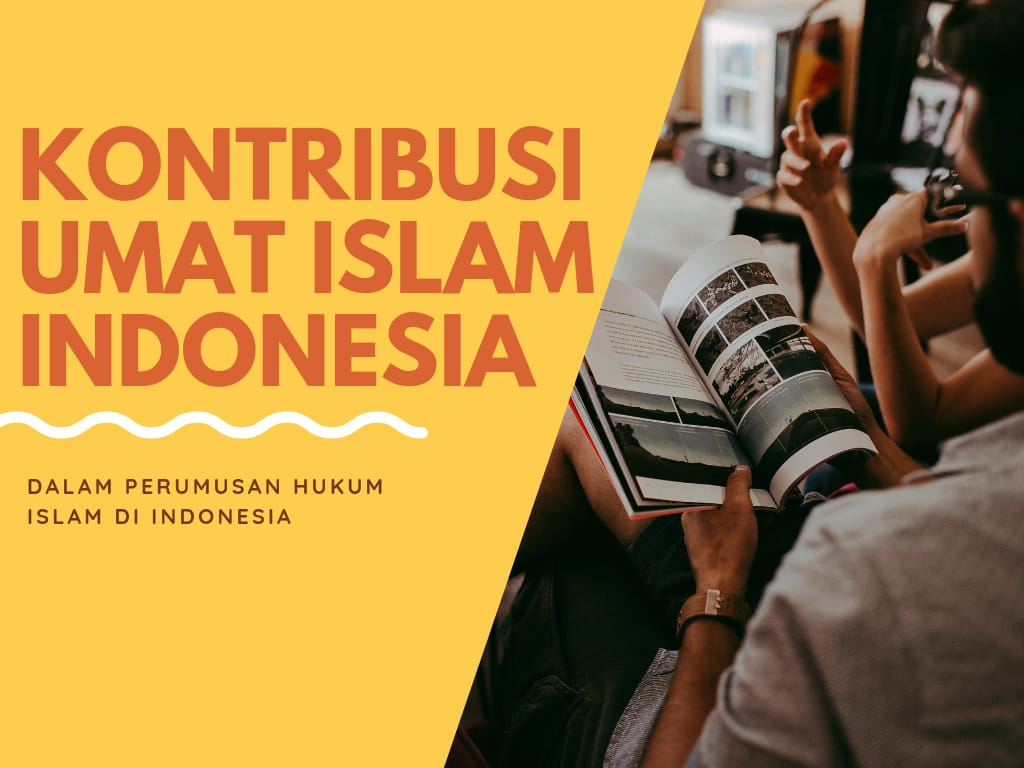 KONTRIBUSI
UMAT ISLAM
INDONESIA
DALAM PERUMUSAN HUKUM
ISLAM DI INDONESIA